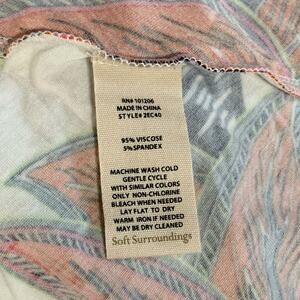 RN# 101206
MADE IN CHINA
STYLE# 2EC40
95% VISCOSE
5% SPANDEX
MACHINE WASH COLD
GENTLE CYCLE
WITH SIMILAR COLORS
ONLY NON-CHLORINE
BLEACH WHEN NEEDED
LAY FLAT TO DRY
WARM IRON IF NEEDED
MAY BE DRY CLEANED
Soft Surroundings